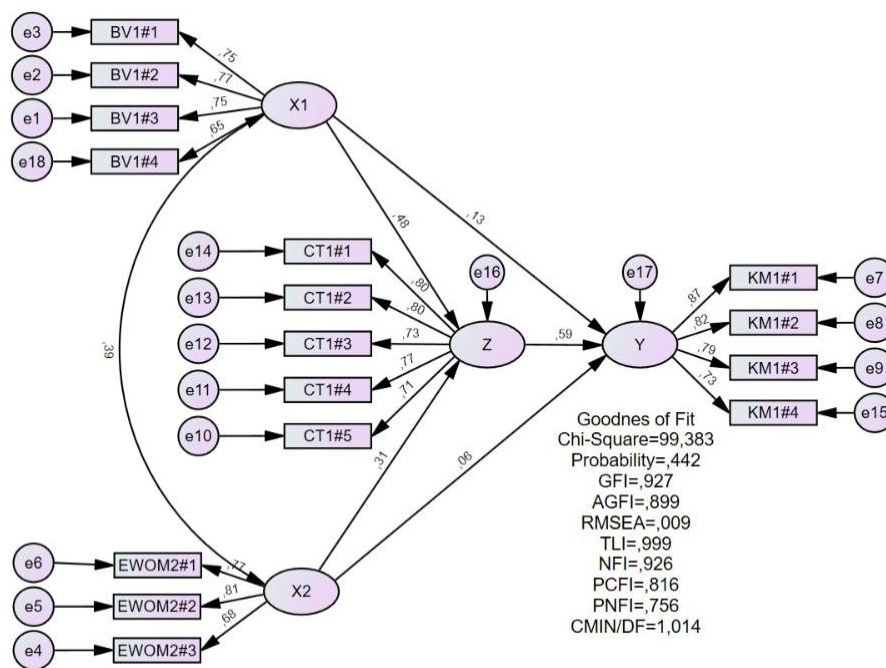 e3
BV1#1
,75
e2
BV1#2
,77
e1
BV1#3
,75
e18
BV1#4
,65
X1
,48
,13
,39
e14
CT1#1
,80
e13
CT1#2
,80
e12
CT1#3
,73
e11
CT1#4
,77
e10
CT1#5
,71
e16
Z
,59
e17
Y
,87
KM1#1
e7
,82
KM1#2
e8
,79
KM1#3
e9
,73
KM1#4
e15
,31
,06
e6
EWOM2#1
,77
e5
EWOM2#2
,81
e4
EWOM2#3
,68
X2
Goodnes of Fit
Chi-Square=99,383
Probability=,442
GFI=,927
AGFI=,899
RMSEA=,009
TLI=,999
NFI=,926
PCFI=,816
PNFI=,756
CMIN/DF=1,014